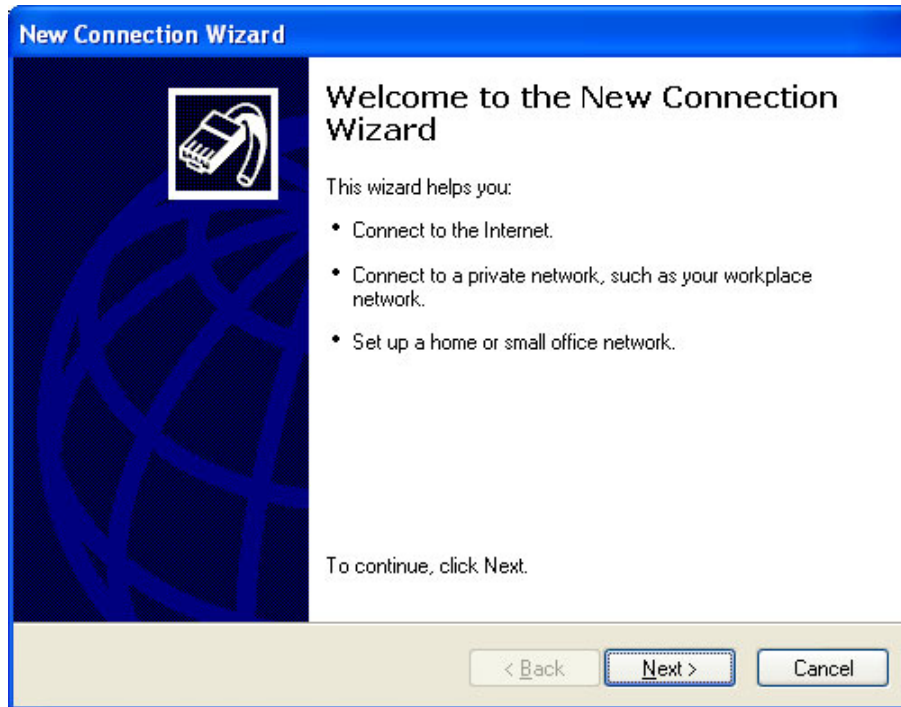 New Connection Wizard
Welcome to the New Connection
Wizard
This wizard helps you:
• Connect to the Internet.
• Connect to a private network, such as your workplace
network.
• Set up a home or small office network.
To continue, click Next.
< Back
Next >
Cancel